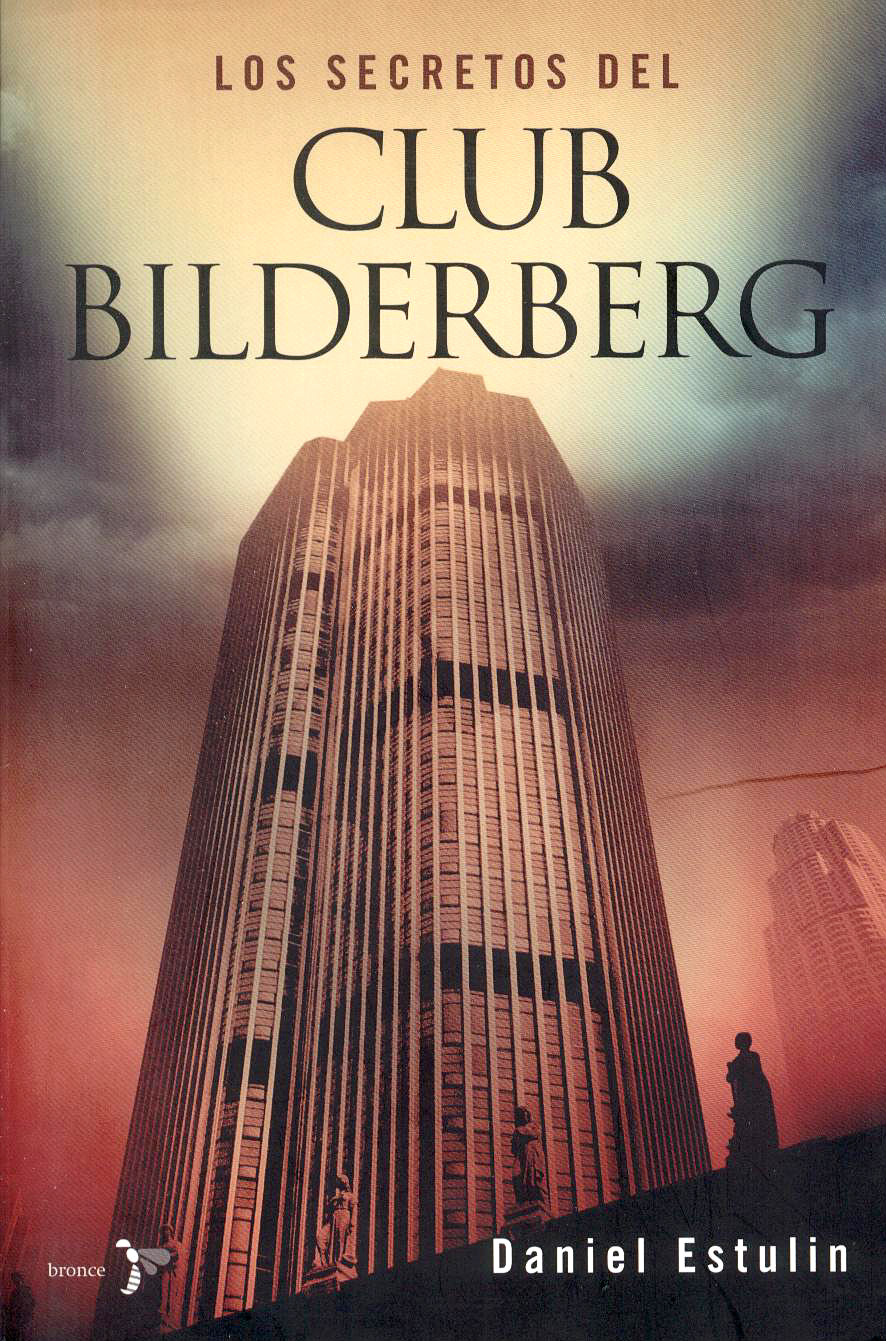 LOS SECRETOS DEL
CLUB
BILDERBERG
Daniel Estulin
bronce